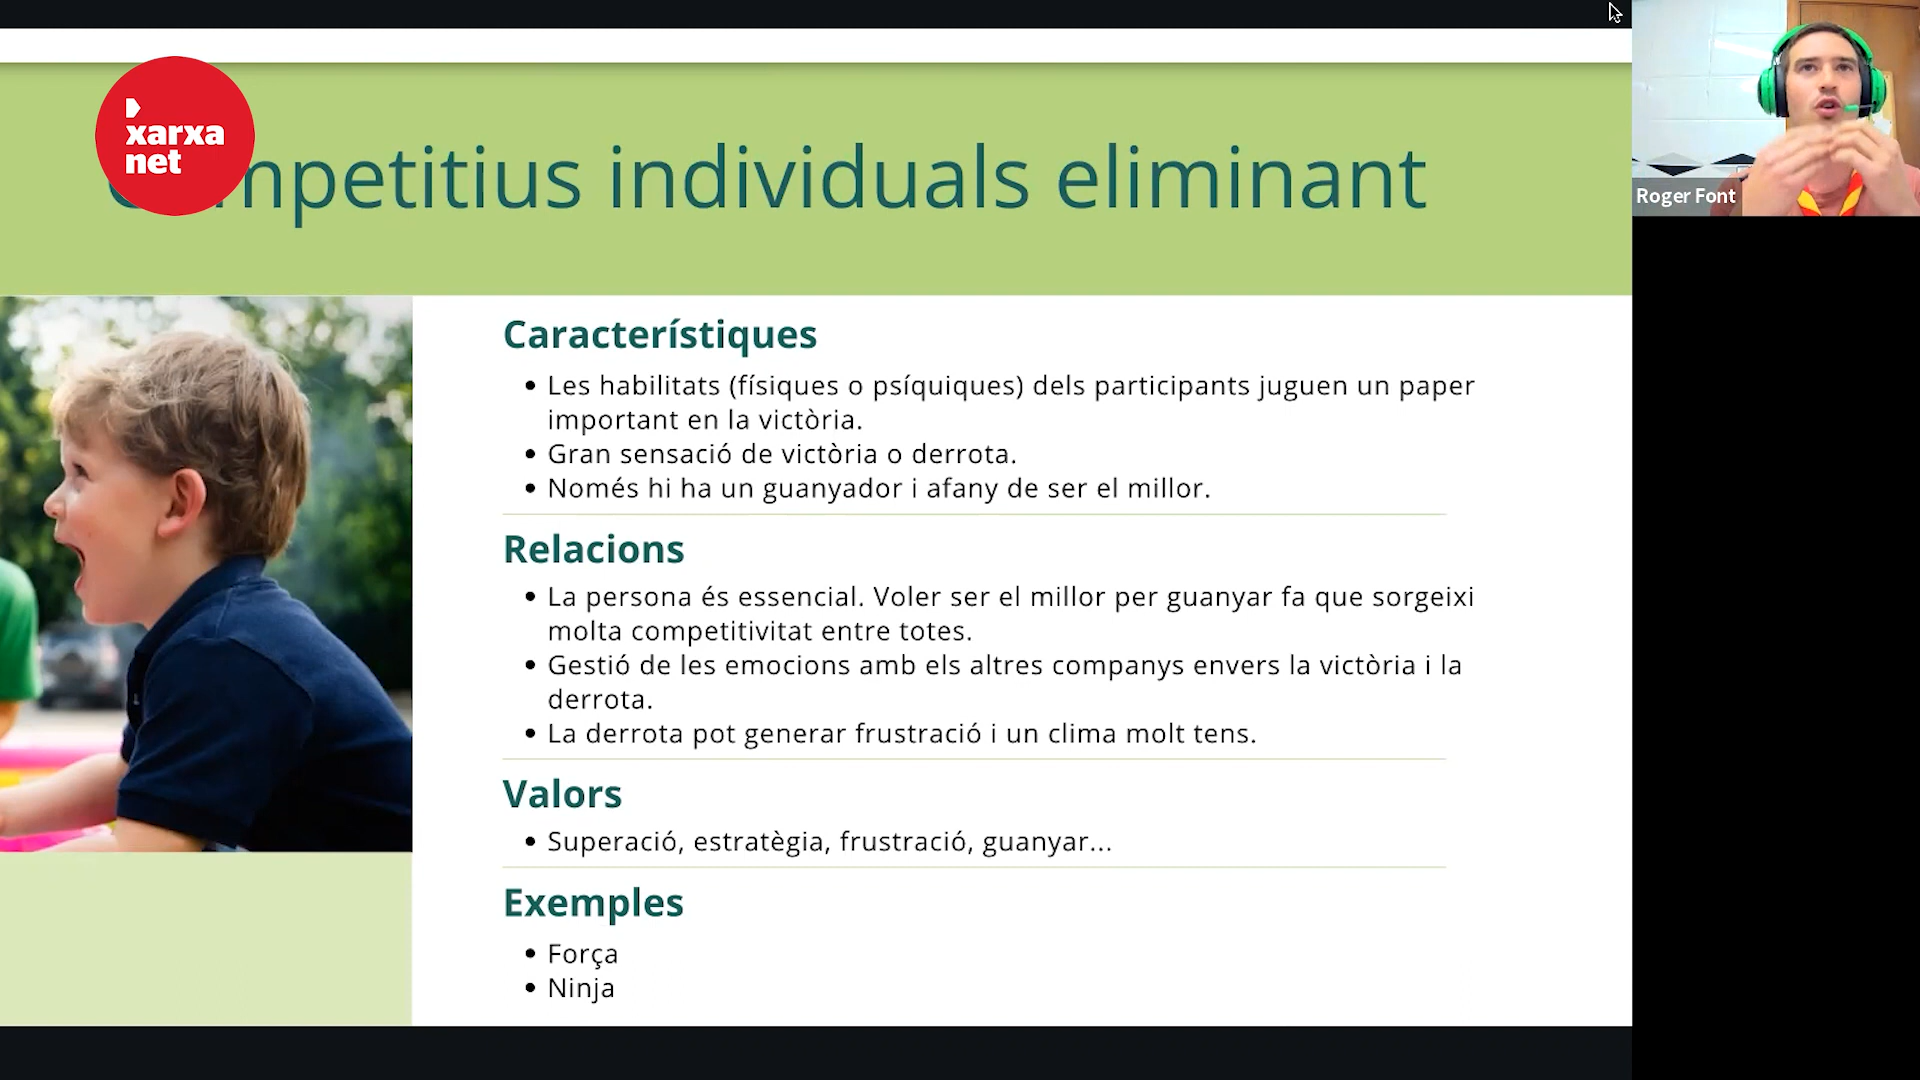 xarxa
net
individuals eliminant
Roger Font
Característiques
• Les habilitats (físiques o psíquiques) dels participants juguen un paper
important en la victòria.
• Gran sensació de victòria o derrota.
• Només hi ha un guanyador i afany de ser el millor.
Relacions
• La persona és essencial. Voler ser el millor per guanyar fa que sorgeixi
molta competitivitat entre totes.
• Gestió de les emocions amb els altres companys envers la victòria i la
derrota.
• La derrota pot generar frustració i un clima molt tens.
Valors
• Superació, estratègia, frustració, guanyar...
Exemples
• Força
• Ninja